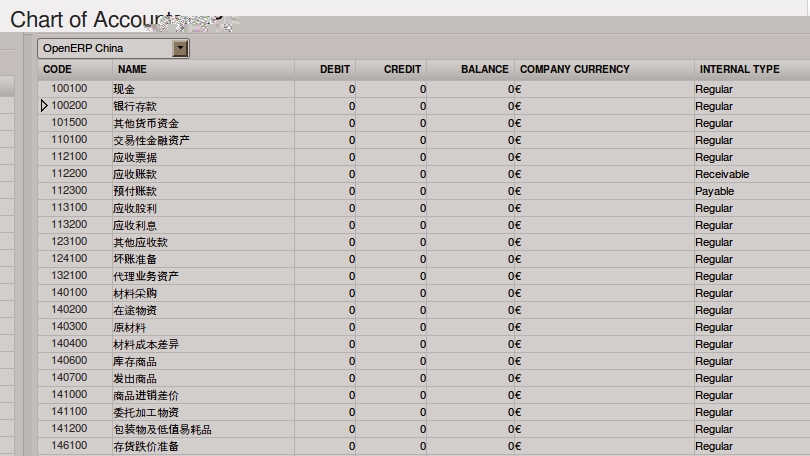 Chart of Accounts
OpenERP China
CODE NAME DEBIT CREDIT BALANCE COMPANY CURRENCY INTERNAL TYPE
100100 现金 0 0 0 € Regular
100200 银行存款 0 0 0 € Regular
101500 其他货币资金 0 0 0 € Regular
110100 交易性金融资产 0 0 0 € Regular
112100 应收票据 0 0 0 € Regular
112200 应收账款 0 0 0 € Receivable
112300 预付账款 0 0 0 € Payable
113100 应收股利 0 0 0 € Regular
113200 应收利息 0 0 0 € Regular
123100 其他应收款 0 0 0 € Regular
124100 坏账准备 0 0 0 € Regular
132100 代理业务资产 0 0 0 € Regular
140100 材料采购 0 0 0 € Regular
140200 在途物资 0 0 0 € Regular
140300 原材料 0 0 0 € Regular
140400 材料成本差异 0 0 0 € Regular
140600 库存商品 0 0 0 € Regular
140700 发出商品 0 0 0 € Regular
141000 商品进销差价 0 0 0 € Regular
141100 委托加工物资 0 0 0 € Regular
141200 包装物及低值易耗品 0 0 0 € Regular
146100 存货跌价准备 0 0 0 € Regular